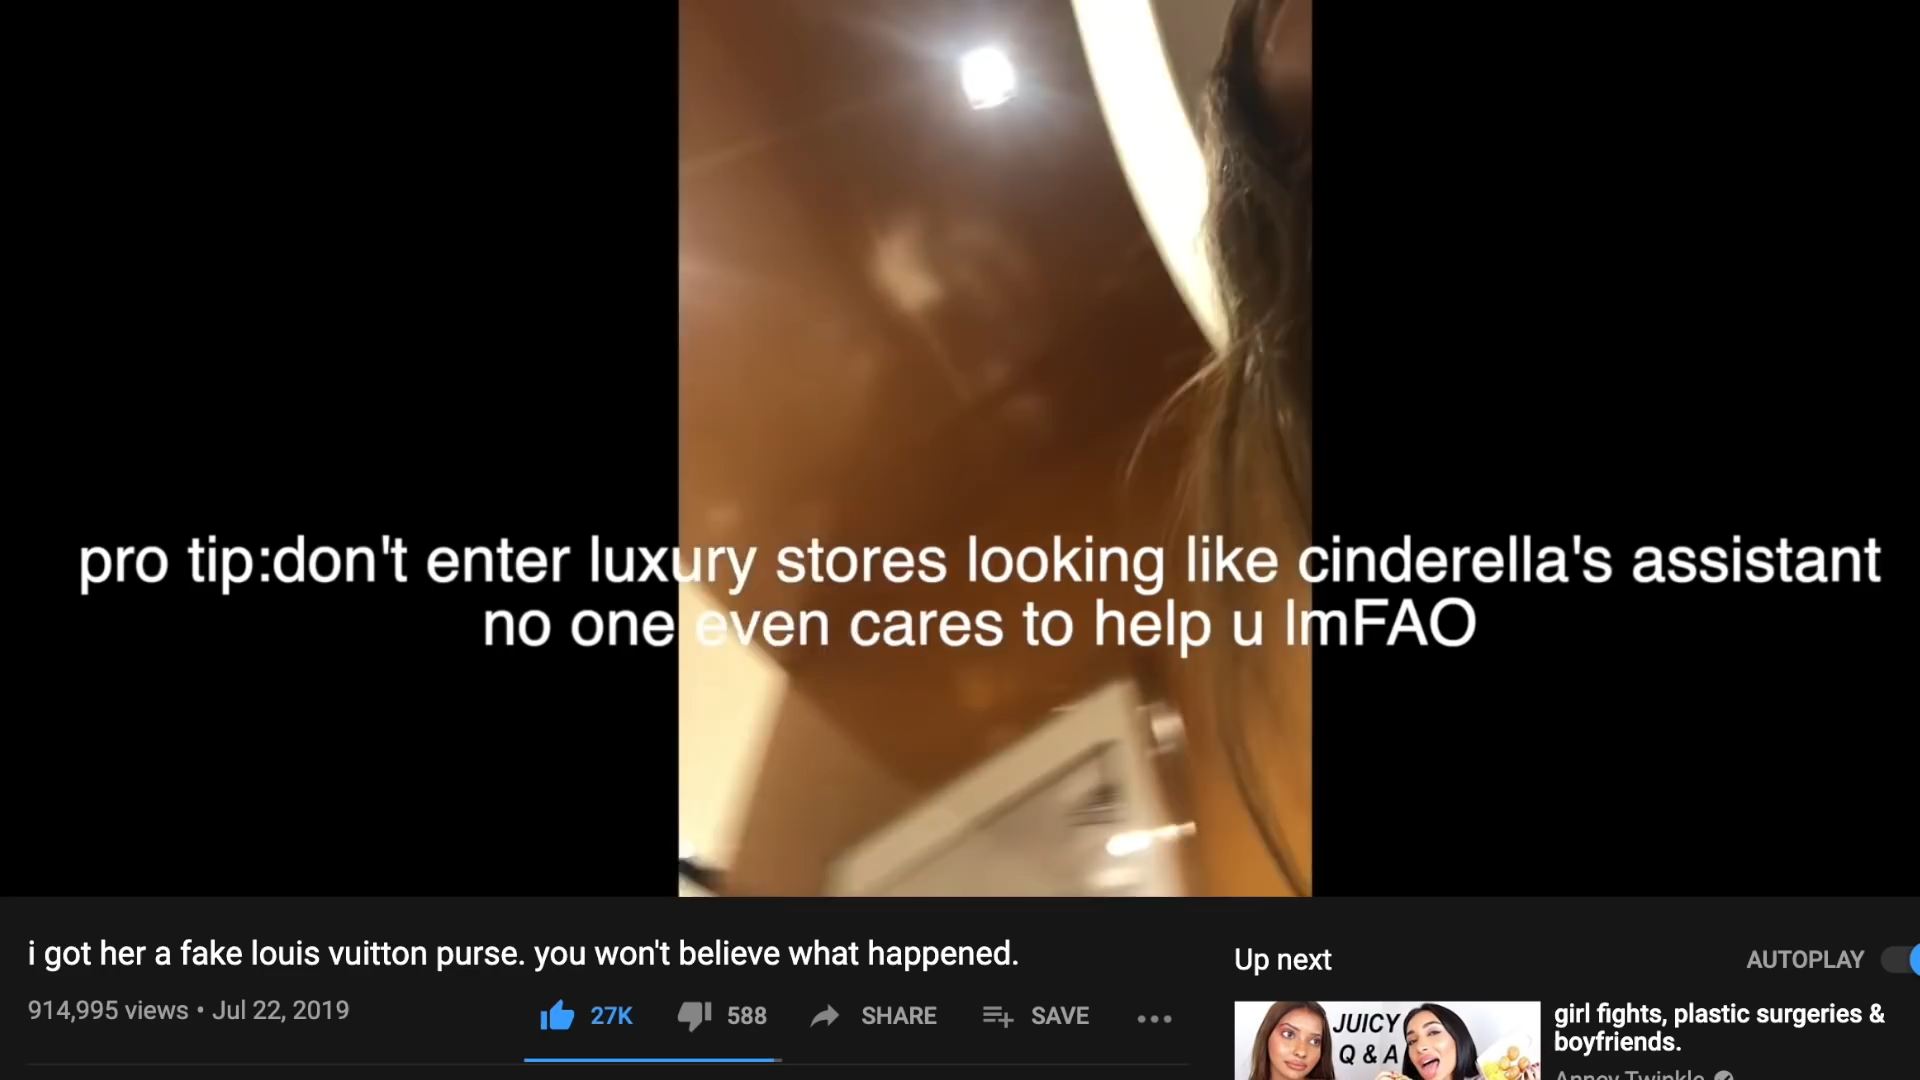 pro tip:don't enter luxury stores looking like cinderella's assistant
no one even cares to help u lmFAO
i got her a fake louis vuitton purse. you won't believe what happened.
914,995 views • Jul 22, 2019
27K
588
SHARE
SAVE
Up next
AUTOPLAY
JUICY
Q & A
girl fights, plastic surgeries &
boyfriends.
Twinkle